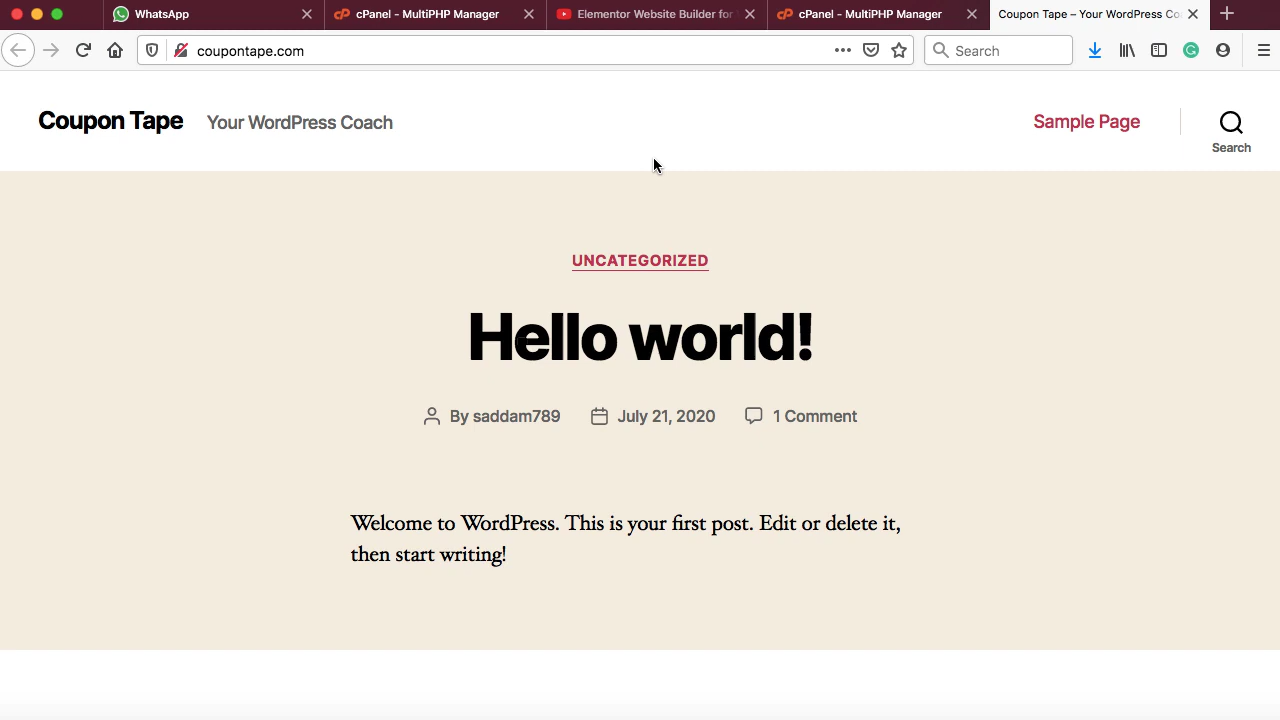 WhatsApp
cPanel - MultiPHP Manager
Elementor Website Builder for
cPanel - MultiPHP Manager
Coupon Tape – Your WordPress Co
coupontape.com
Search
Coupon Tape
Your WordPress Coach
Sample Page
Search
UNCATEGORIZED
Hello world!
By saddam789
July 21, 2020
1 Comment
Welcome to WordPress. This is your first post. Edit or delete it,
then start writing!